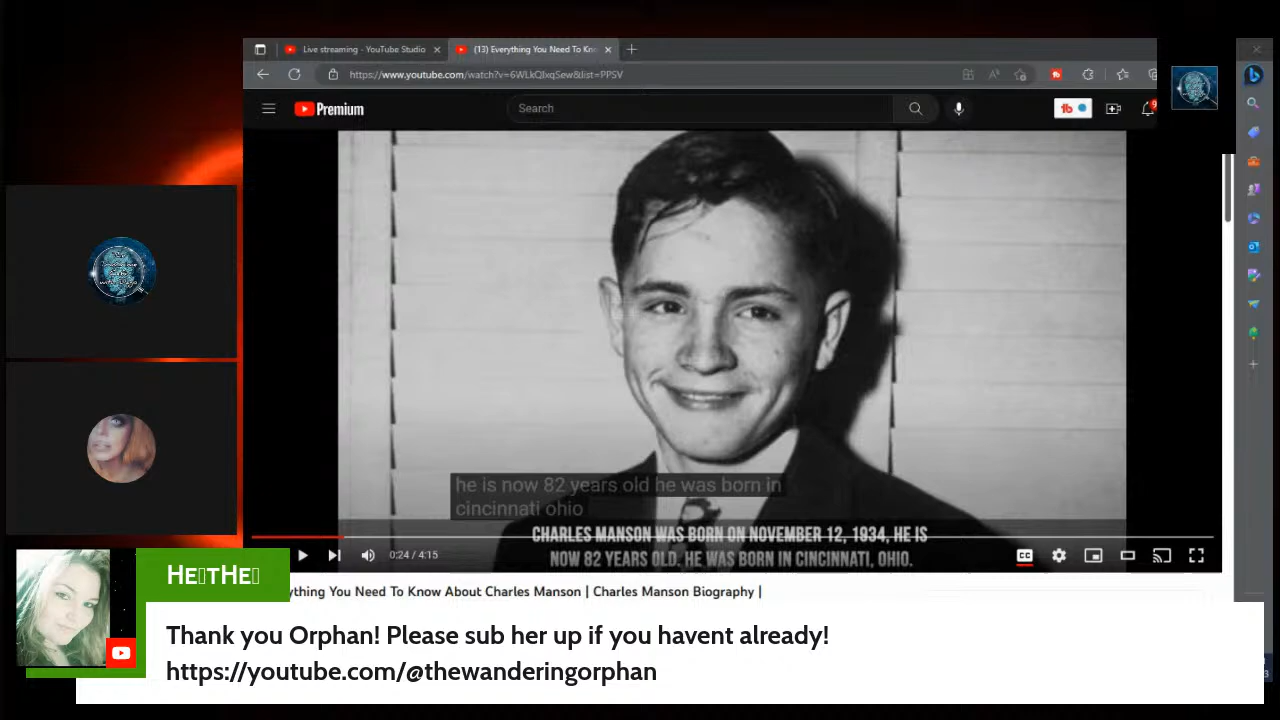 Live streaming - YouTube Studio
(13) Everything You Need To Kn
https://www.youtube.com/watch?v=6WLkQIxqSew&list=PPSV
Premium
Search
9
he is now 82 years old he was born in
cincinnati ohio
CHARLES MANSON WAS BORN ON NOVEMBER 12, 1934, HE IS
NOW 82 YEARS OLD. HE WAS BORN IN CINCINNATI, OHIO.
0:24 / 4:15
CC
ything You Need To Know About Charles Manson | Charles Manson Biography |
Thank you Orphan! Please sub her up if you havent already!
https://youtube.com/@thewanderingorphan